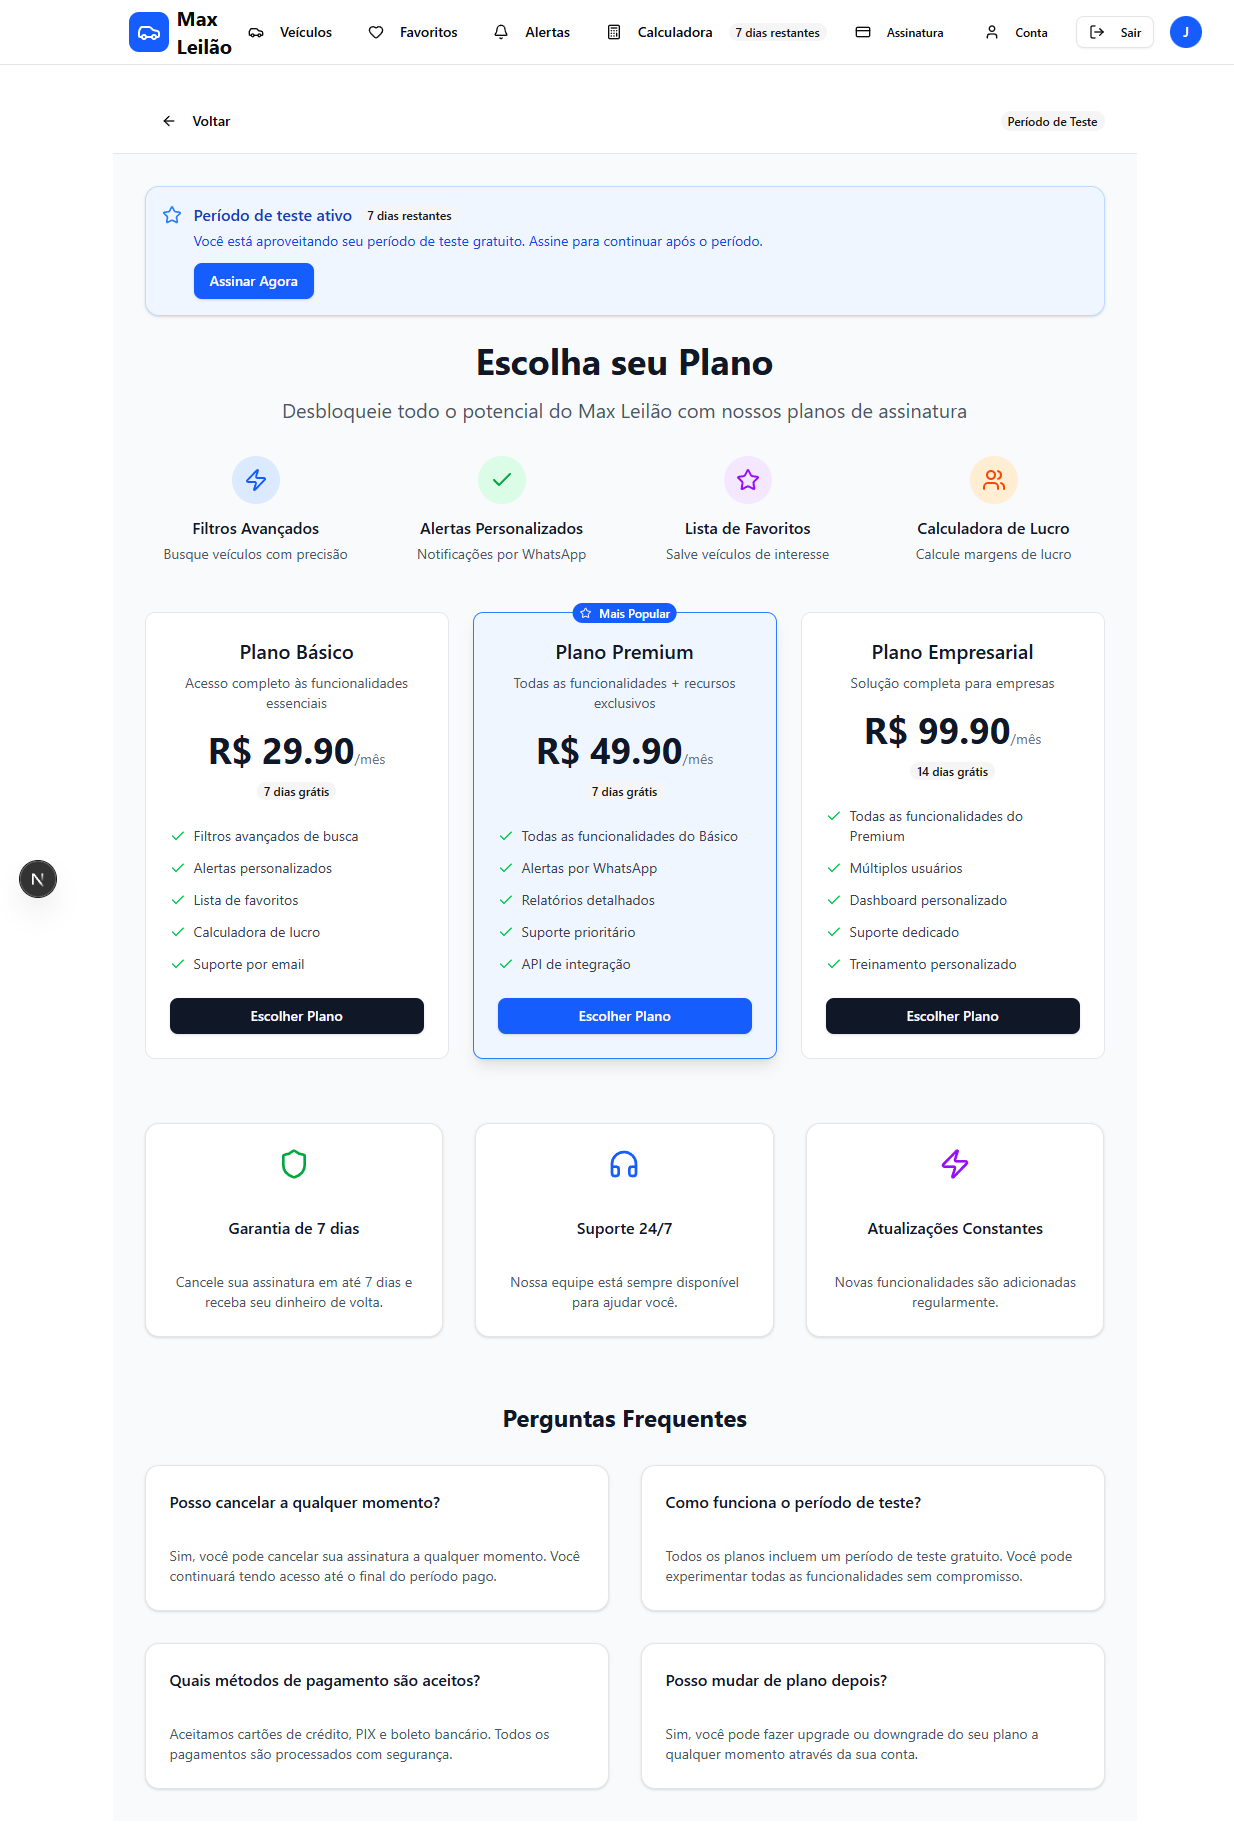 Max Leilão
Veículos
Favoritos
Alertas
Calculadora
7 dias restantes
Assinatura
Conta
Sair
J
Voltar
Período de Teste
Período de teste ativo 7 dias restantes
Você está aproveitando seu período de teste gratuito. Assine para continuar após o período.
Assinar Agora
Escolha seu Plano
Desbloqueie todo o potencial do Max Leilão com nossos planos de assinatura
Filtros Avançados
Busque veículos com precisão
Alertas Personalizados
Notificações por WhatsApp
Lista de Favoritos
Salve veículos de interesse
Calculadora de Lucro
Calcule margens de lucro
Plano Básico
Acesso completo às funcionalidades
essenciais
R$ 29.90/mês
7 dias grátis
Filtros avançados de busca
Alertas personalizados
Lista de favoritos
Calculadora de lucro
Suporte por email
Escolher Plano
Mais Popular
Plano Premium
Todas as funcionalidades + recursos
exclusivos
R$ 49.90/mês
7 dias grátis
Todas as funcionalidades do Básico
Alertas por WhatsApp
Relatórios detalhados
Suporte prioritário
API de integração
Escolher Plano
Plano Empresarial
Solução completa para empresas
R$ 99.90/mês
14 dias grátis
Todas as funcionalidades do
Premium
Múltiplos usuários
Dashboard personalizado
Suporte dedicado
Treinamento personalizado
Escolher Plano
N
Garantia de 7 dias
Cancele sua assinatura em até 7 dias e
receba seu dinheiro de volta.
Suporte 24/7
Nossa equipe está sempre disponível
para ajudar você.
Atualizações Constantes
Novas funcionalidades são adicionadas
regularmente.
Perguntas Frequentes
Posso cancelar a qualquer momento?
Sim, você pode cancelar sua assinatura a qualquer momento. Você
continuará tendo acesso até o final do período pago.
Como funciona o período de teste?
Todos os planos incluem um período de teste gratuito. Você pode
experimentar todas as funcionalidades sem compromisso.
Quais métodos de pagamento são aceitos?
Aceitamos cartões de crédito, PIX e boleto bancário. Todos os
pagamentos são processados com segurança.
Posso mudar de plano depois?
Sim, você pode fazer upgrade ou downgrade do seu plano a
qualquer momento através da sua conta.